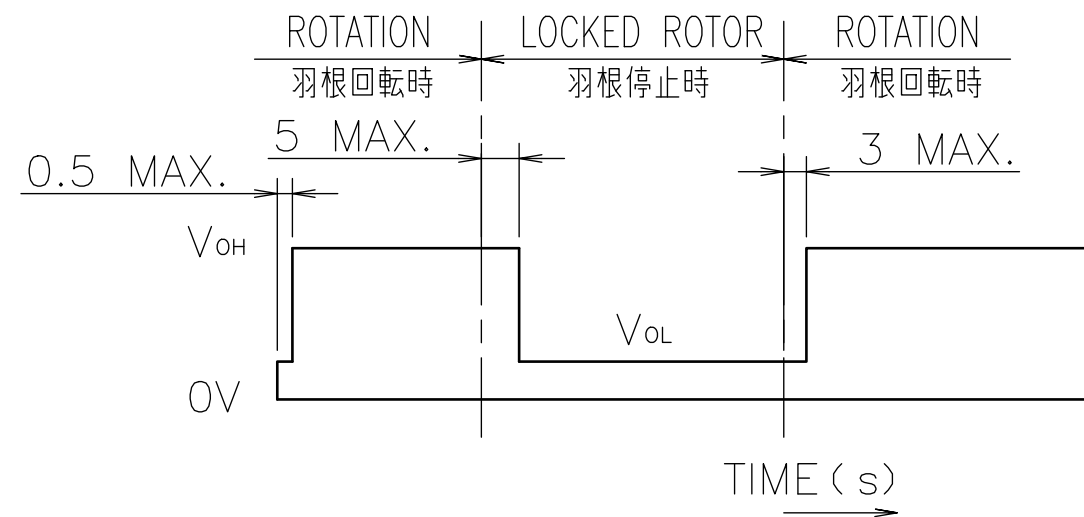 ROTATION
LOCKED ROTOR
ROTATION
羽根回転時
羽根停止時
羽根回転時
5 MAX.
3 MAX.
0.5 MAX.
VOH
VOL
0V
TIME(s)